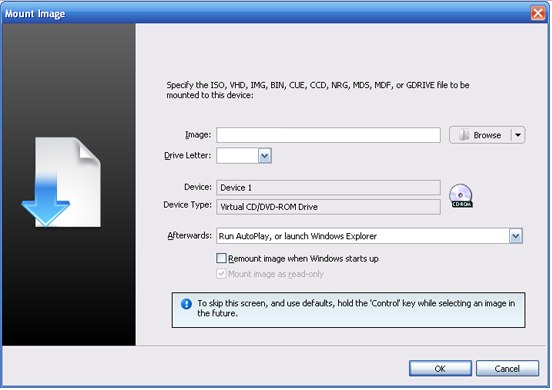 Mount Image
Specify the ISO, VHD, IMG, BIN, CUE, CCD, NRG, MDS, MDF, or GDRIVE file to be
mounted to this device:
Image:
Browse
Drive Letter:
Device: Device 1
Device Type: Virtual CD/DVD-ROM Drive
CD-ROM
Afterwards: Run AutoPlay, or launch Windows Explorer
Remount image when Windows starts up
Mount image as read-only
To skip this screen, and use defaults, hold the 'Control' key while selecting an image in
the future.
OK Cancel